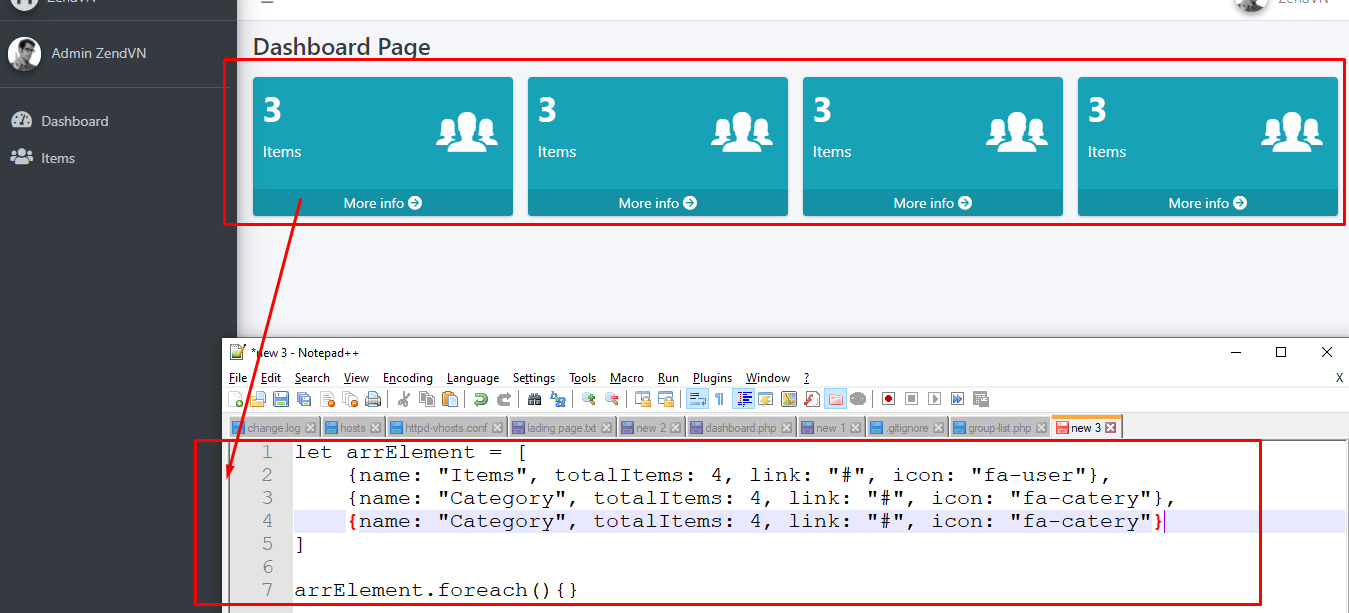 ZendVN
ZendVN
Admin ZendVN
Dashboard
Items
Dashboard Page
3 3 3 3
Items Items Items Items
More info More info More info More info
*new 3 - Notepad++
File Edit Search View Encoding Language Settings Tools Macro Run Plugins Window ? X
change.log hosts httpd-vhosts.conf lading page.txt new 2 dashboard.php new 1 .gitignore group-list.php new 3
1 let arrElement = [
2 {name: "Items", totalItems: 4, link: "#", icon: "fa-user"},
3 {name: "Category", totalItems: 4, link: "#", icon: "fa-catery"},
4 {name: "Category", totalItems: 4, link: "#", icon: "fa-catery"}
5 ]
6
7 arrElement.foreach(){}